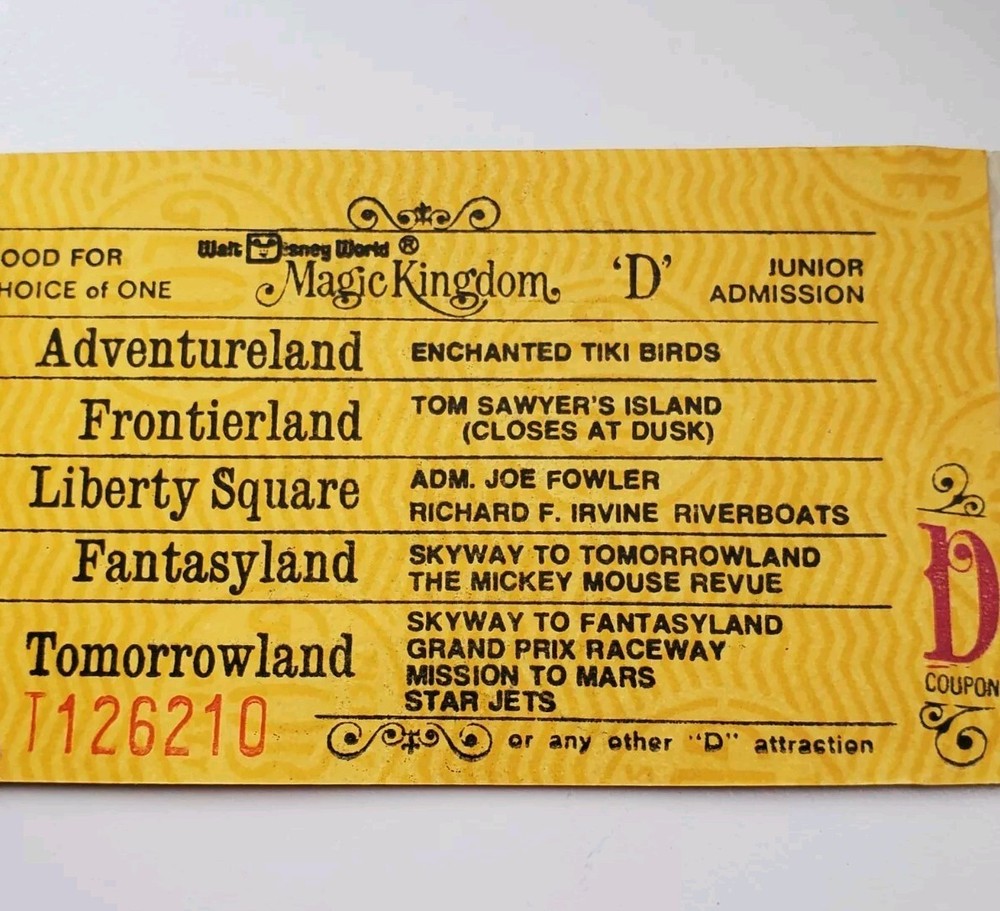 OOD FOR
HOICE of ONE
Walt Disney World ®
Magic Kingdom
'D'
JUNIOR
ADMISSION
Adventureland ENCHANTED TIKI BIRDS
Frontierland TOM SAWYER'S ISLAND
(CLOSES AT DUSK)
Liberty Square ADM. JOE FOWLER
RICHARD F. IRVINE RIVERBOATS
Fantasyland SKYWAY TO TOMORROWLAND
THE MICKEY MOUSE REVUE
Tomorrowland SKYWAY TO FANTASYLAND
GRAND PRIX RACEWAY
MISSION TO MARS
STAR JETS
T126210
or any other "D" attraction
D
COUPON